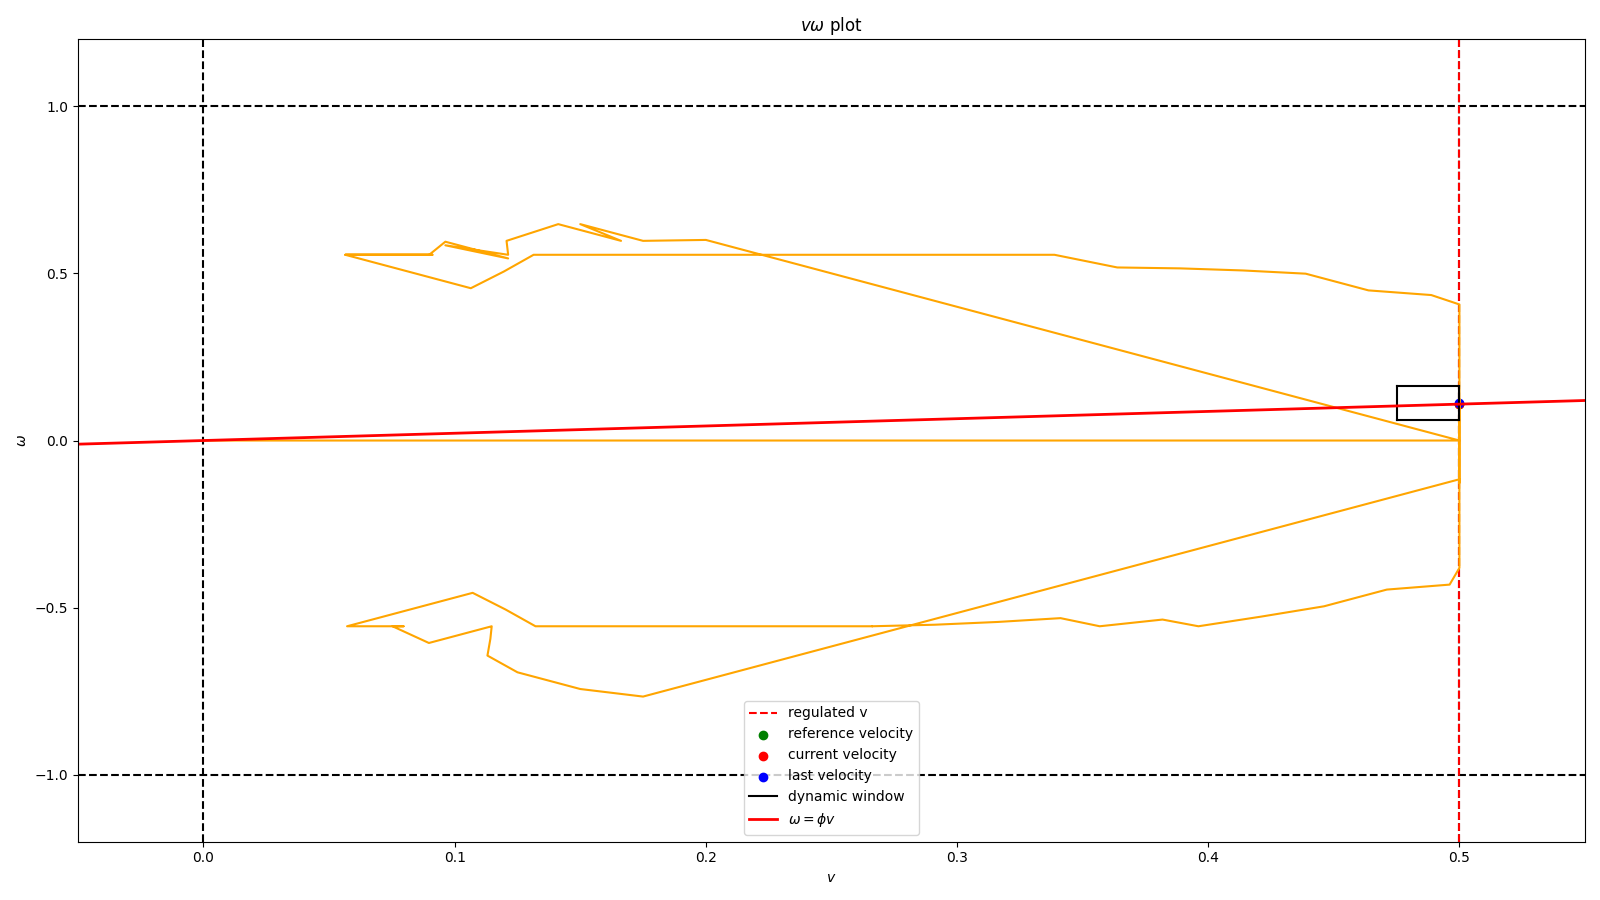 vω plot
1.0
0.5
0.0
−0.5
−1.0
ω
0.0 0.1 0.2 0.3 0.4 0.5
v
regulated v
reference velocity
current velocity
last velocity
dynamic window
ω = ϕv